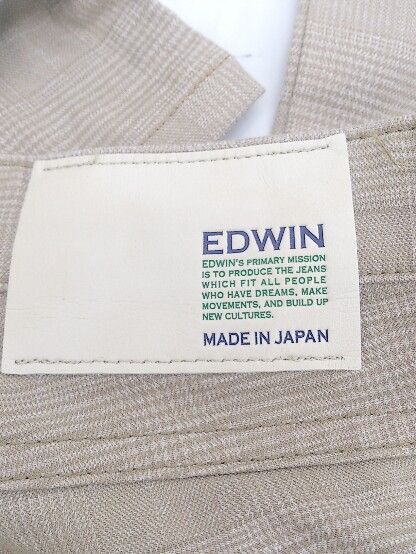 EDWIN
EDWIN'S PRIMARY MISSION
IS TO PRODUCE THE JEANS
WHICH FIT ALL PEOPLE
WHO HAVE DREAMS, MAKE
MOVEMENTS, AND BUILD UP
NEW CULTURES.
MADE IN JAPAN